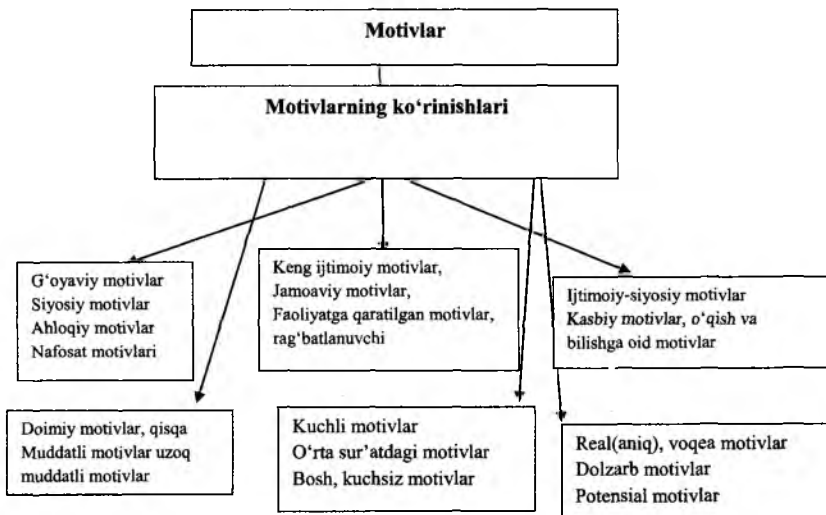 Motivlar
Motivlarning ko‘rinishlari
G‘oyaviy motivlar
Siyosiy motivlar
Ahloqiy motivlar
Nafosat motivlari
Keng ijtimoiy motivlar,
Jamoaviy motivlar,
Faoliyatga qaratilgan motivlar,
rag‘batlanuvchi
Ijtimoiy-siyosiy motivlar
Kasbiy motivlar, o‘qish va
bilishga oid motivlar
Doimiy motivlar, qisqa
Muddatli motivlar uzoq
muddatli motivlar
Kuchli motivlar
O‘rta sur’atdagi motivlar
Bosh, kuchsiz motivlar
Real(aniq), voqea motivlar
Dolzarb motivlar
Potensial motivlar